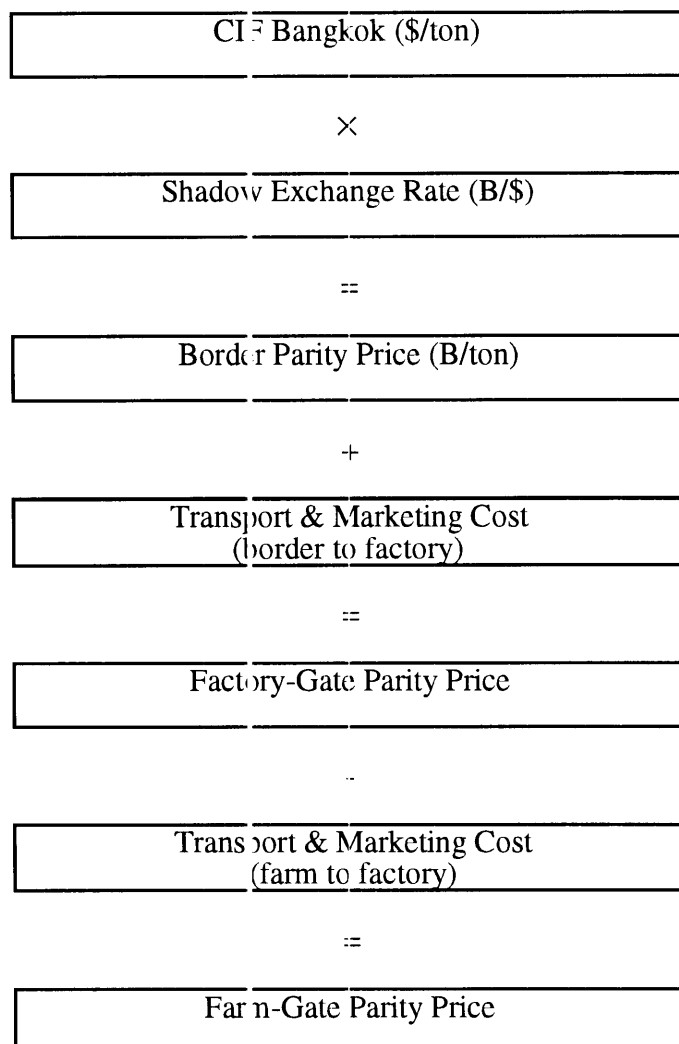 CIF Bangkok ($/ton)
×
Shadow Exchange Rate (B/$)
=
Border Parity Price (B/ton)
+
Transport & Marketing Cost
(border to factory)
=
Factory-Gate Parity Price
-
Transport & Marketing Cost
(farm to factory)
=
Farm-Gate Parity Price